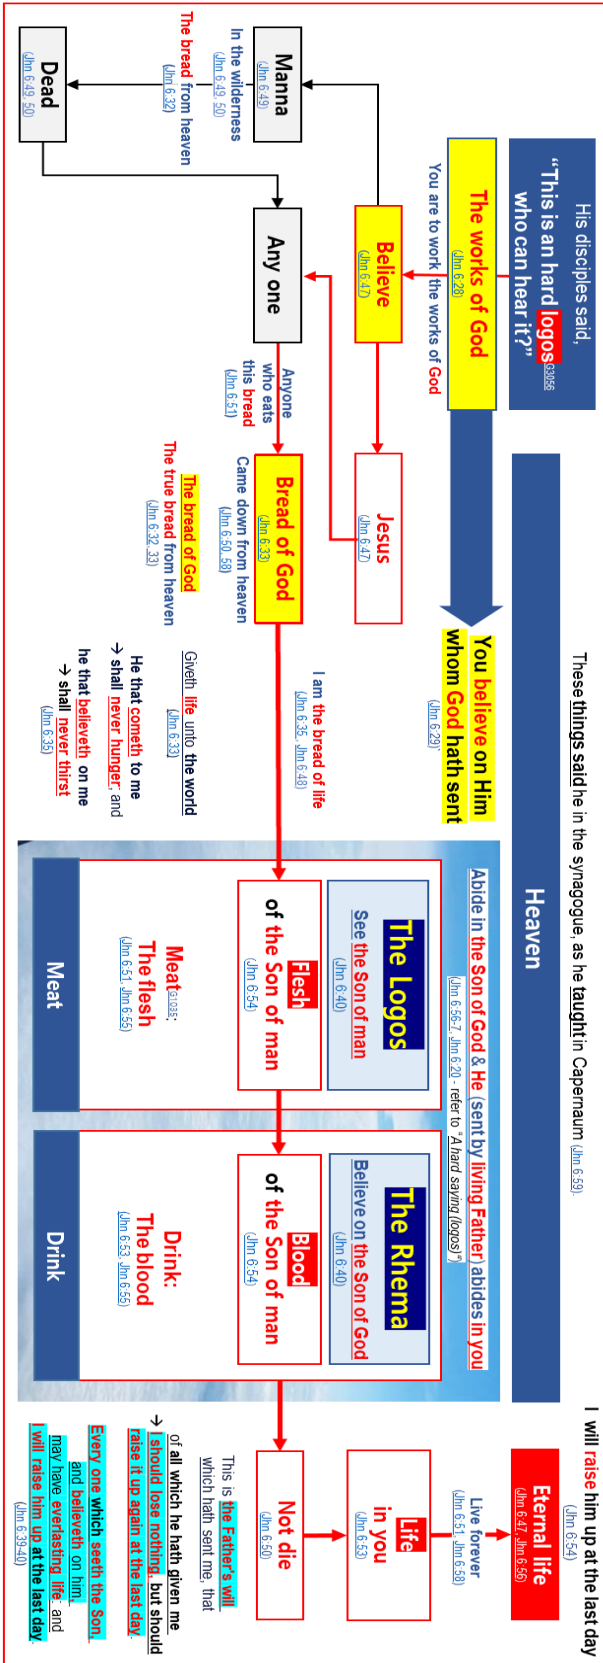 His disciples said,
“This is an hard logosG3056
who can hear it?”
These things said he in the synagogue, as he taught in Capernaum (Jhn 6:59).
I will raise him up at the last day
(Jhn 6:54)
Heaven
Eternal life
(Jhn 6:47, Jhn 6:56)
The works of God
(Jhn 6:28)
You are to work the works of God
You believe on Him
whom God hath sent
(Jhn 6:29)
Abide in the Son of God & He (sent by living Father) abides in you
(Jhn 6:56-7, Jhn 6:20 - refer to “A hard saying (logos)”)
Live forever
(Jhn 6:51, Jhn 6:58)
Believe
(Jhn 6:47)
Jesus
(Jhn 6:47)
The Logos
See the Son of man
(Jhn 6:40)
The Rhema
Believe on the Son of God
(Jhn 6:40)
Life
in you
(Jhn 6:53)
Manna
(Jhn 6:49)
In the wilderness
(Jhn 6:49, 50)
The bread from heaven
(Jhn 6:32)
Dead
(Jhn 6:49, 50)
Any one
Anyone
who eats
this bread
(Jhn 6:51)
Bread of God
(Jhn 6:33)
Came down from heaven
(Jhn 6:50, 58)
The bread of God
The true bread from heaven
(Jhn 6:32, 33)
I am the bread of life
(Jhn 6:35, Jhn 6:48)
Giveth life unto the world
(Jhn 6:33)
He that cometh to me
→ shall never hunger; and
he that believeth on me
→ shall never thirst
(Jhn 6:35)
Flesh
of the Son of man
(Jhn 6:54)
MeatG1035:
The flesh
(Jhn 6:51, Jhn 6:55)
Meat
Blood
of the Son of man
(Jhn 6:54)
Drink:
The blood
(Jhn 6:53, Jhn 6:55)
Drink
Not die
(Jhn 6:50)
This is the Father's will
which hath sent me, that
of all which he hath given me
→ I should lose nothing, but should
raise it up again at the last day.
Every one which seeth the Son,
and believeth on him,
may have everlasting life: and
I will raise him up at the last day.
(Jhn 6:39-40)